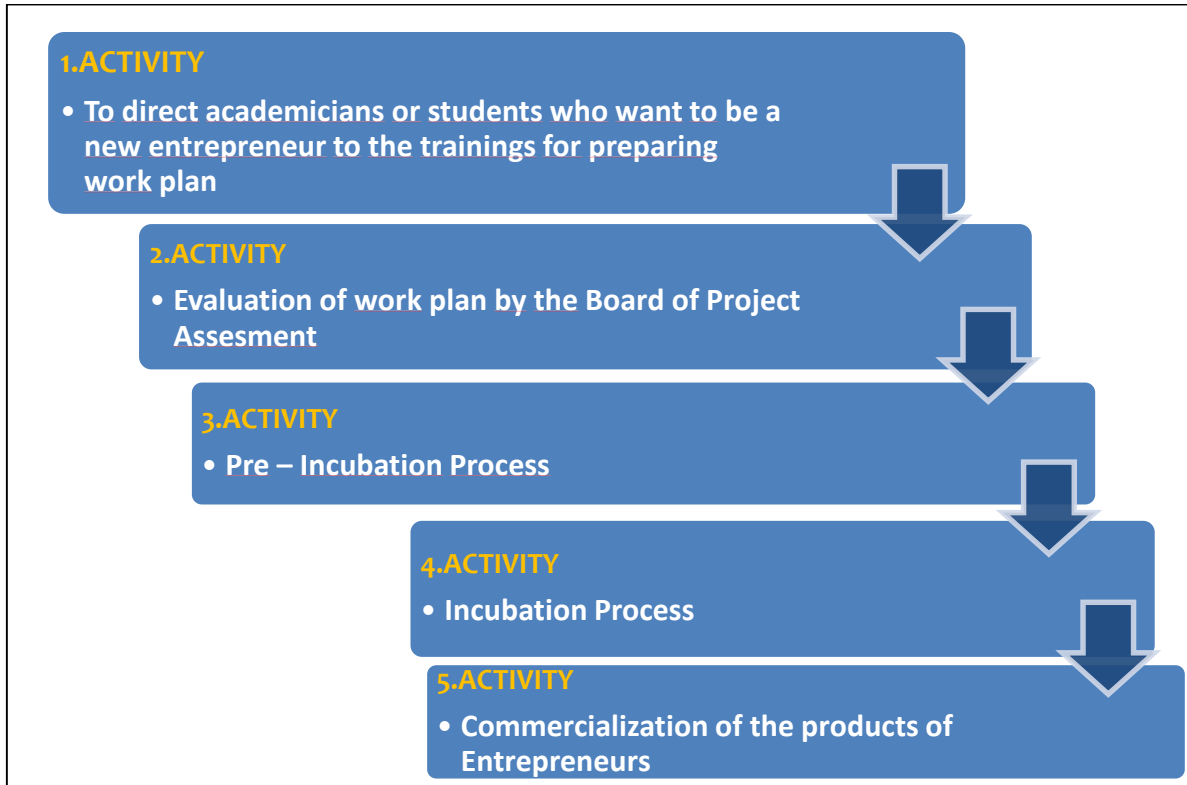 1.ACTIVITY
• To direct academicians or students who want to be a
new entrepreneur to the trainings for preparing
work plan
2.ACTIVITY
• Evaluation of work plan by the Board of Project
Assesment
3.ACTIVITY
• Pre – Incubation Process
4.ACTIVITY
• Incubation Process
5.ACTIVITY
• Commercialization of the products of
Entrepreneurs